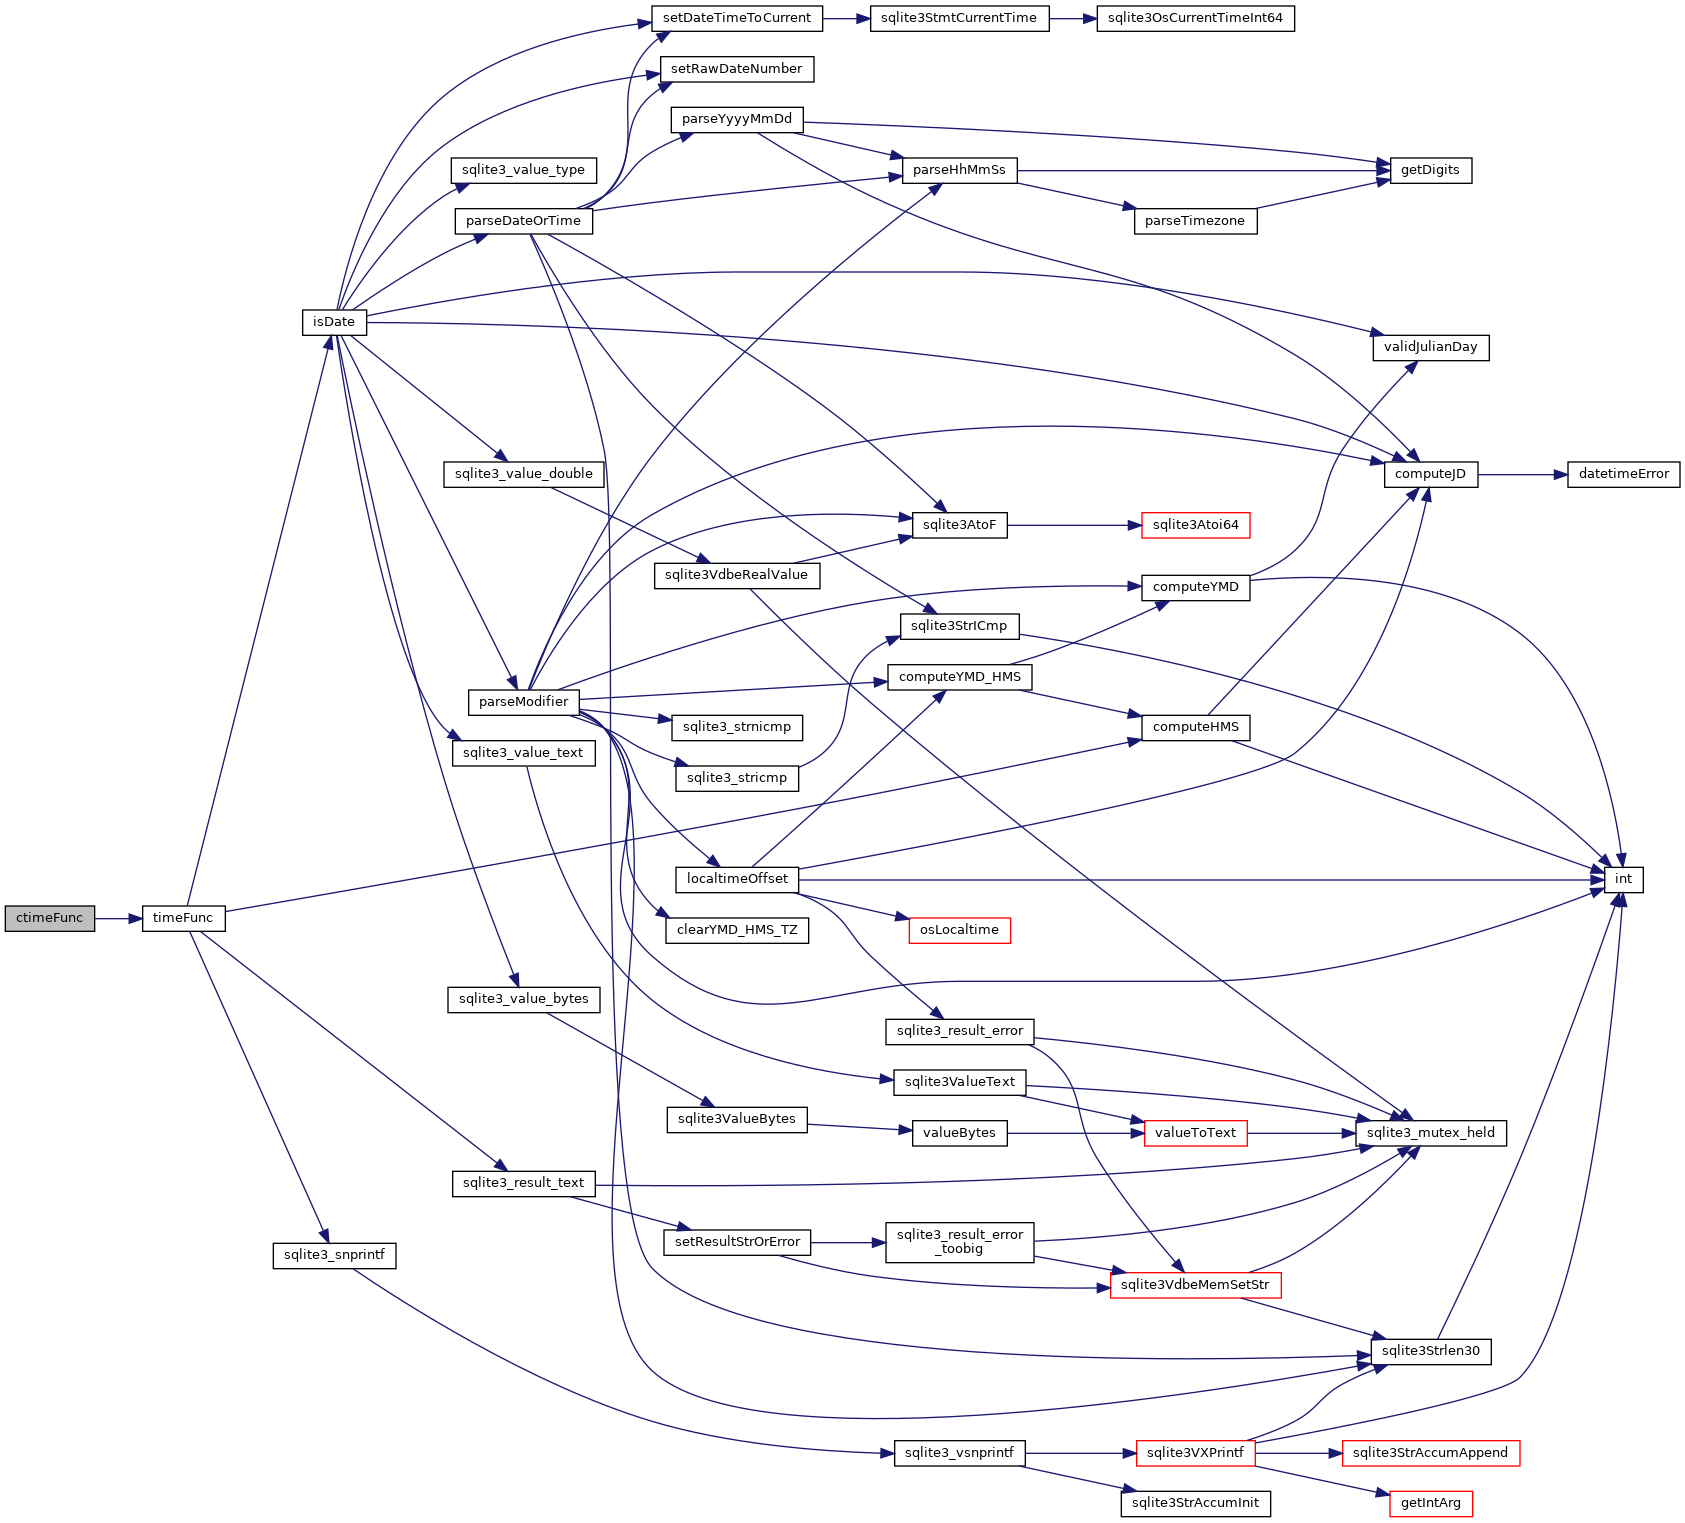 setDateTimeToCurrent
sqlite3StmtCurrentTime
sqlite3OsCurrentTimeInt64
setRawDateNumber
parseYyyyMmDd
sqlite3_value_type
parseHhMmSs
getDigits
parseDateOrTime
parseTimezone
isDate
validJulianDay
sqlite3_value_double
computeJD
datetimeError
sqlite3AtoF
sqlite3Atoi64
sqlite3VdbeRealValue
computeYMD
sqlite3StrICmp
computeYMD_HMS
parseModifier
sqlite3_strnicmp
computeHMS
sqlite3_value_text
sqlite3_stricmp
localtimeOffset
int
ctimeFunc
timeFunc
clearYMD_HMS_TZ
osLocaltime
sqlite3_value_bytes
sqlite3_result_error
sqlite3ValueText
sqlite3ValueBytes
valueBytes
valueToText
sqlite3_mutex_held
sqlite3_result_text
setResultStrOrError
sqlite3_result_error
_toobig
sqlite3_snprintf
sqlite3VdbeMemSetStr
sqlite3Strlen30
sqlite3_vsnprintf
sqlite3VXPrintf
sqlite3StrAccumAppend
sqlite3StrAccumInit
getIntArg